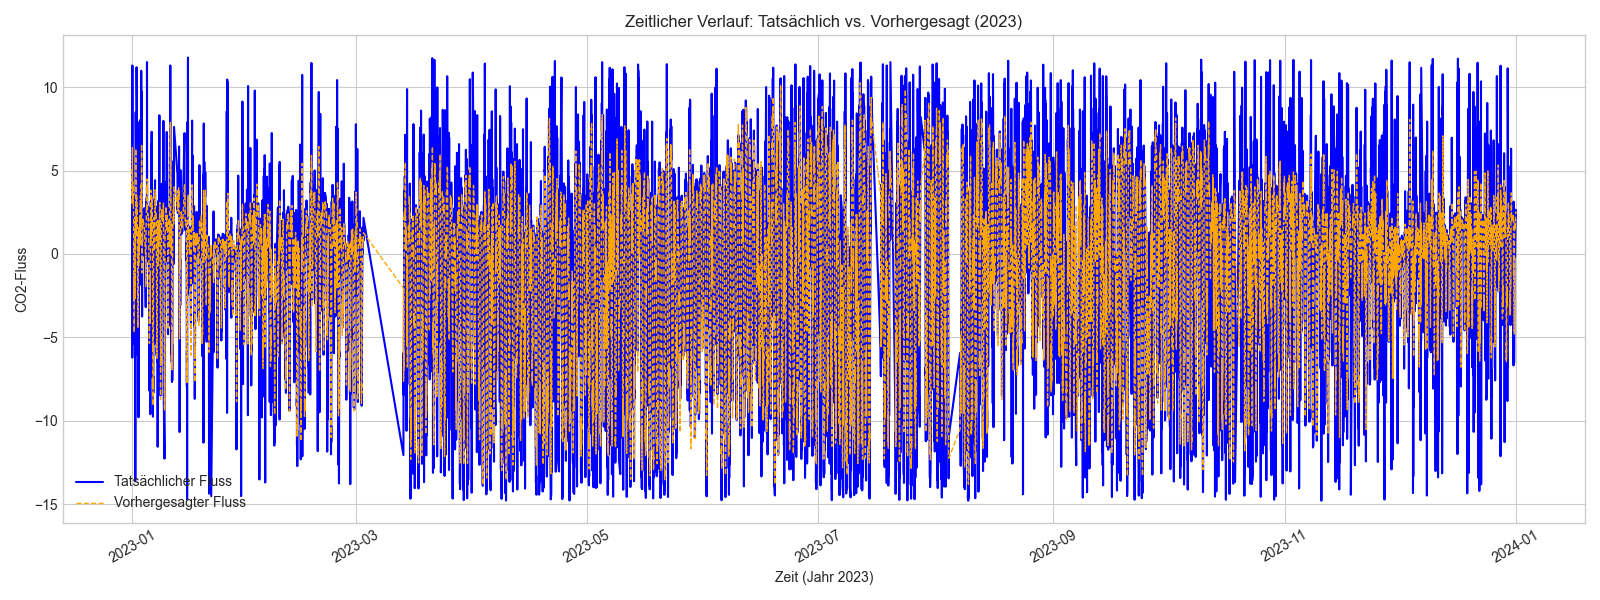 Zeitlicher Verlauf: Tatsächlich vs. Vorhergesagt (2023)
CO2-Fluss
10
5
0
−5
−10
−15
Tatsächlicher Fluss
Vorhergesagter Fluss
2023-01
2023-03
2023-05
2023-07
2023-09
2023-11
2024-01
Zeit (Jahr 2023)